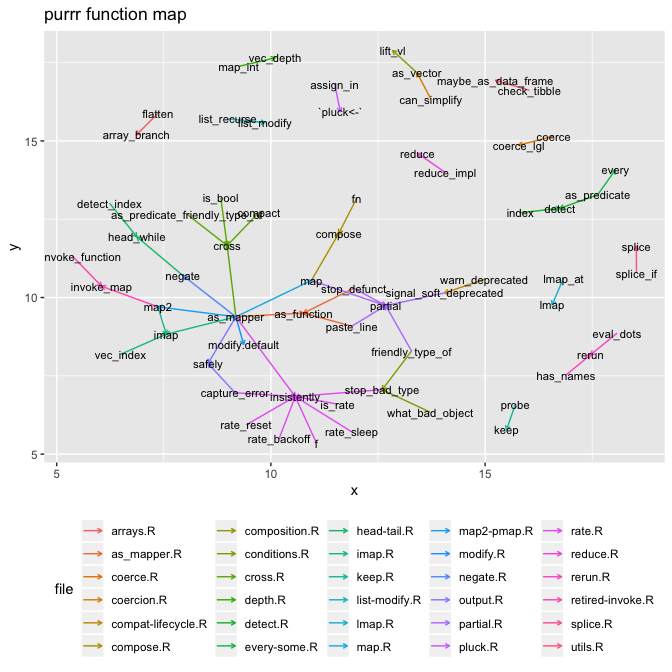 purrr function map
lift_vl
vec_depth
map_int
as_vector
maybe_as_data_frame
assign_in
check_tibble
can_simplify
`pluck<-`
flatten
list_recurse
list_modify
array_branch
coerce
15
15
coerce_lgl
reduce
reduce_impl
every
is_bool
as_predicate
detect_index
fn
as_predicate_friendly_type_of
compact
index
detect
head_while
compose
cross
splice
nvoke_function
y
negate
splice_if
map
warn_deprecated
lmap_at
invoke_map
stop_defunct
signal_soft_deprecated
10
map2
partial
lmap
as_mapper
as_function
paste_line
imap
eval_dots
modify.default
vec_index
friendly_type_of
rerun
safely
has_names
capture_error
insistently
stop_bad_type
is_rate
probe
what_bad_object
rate_reset
rate_sleep
keep
rate_backoff
f
5
5
10
15
x
file
arrays.R
composition.R
head-tail.R
map2-pmap.R
rate.R
as_mapper.R
conditions.R
imap.R
modify.R
reduce.R
coerce.R
cross.R
keep.R
negate.R
rerun.R
coercion.R
depth.R
list-modify.R
output.R
retired-invoke.R
compat-lifecycle.R
detect.R
lmap.R
partial.R
splice.R
compose.R
every-some.R
map.R
pluck.R
utils.R